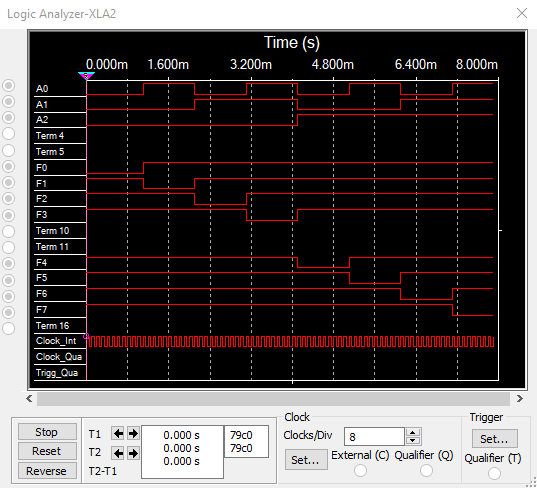 Logic Analyzer-XLA2
Time (s)
0.000m 1.600m 3.200m 4.800m 6.400m 8.000m
A0
A1
A2
Term 4
Term 5
F0
F1
F2
F3
Term 10
Term 11
F4
F5
F6
F7
Term 16
Clock_Int
Clock_Qua
Trigg_Qua
Stop
Reset
Reverse
T1
T2
T2-T1
0.000 s
0.000 s
0.000 s
79c0
79c0
Clock
Clocks/Div 8
Set... External (C) Qualifier (Q)
Trigger
Set...
Qualifier (T)